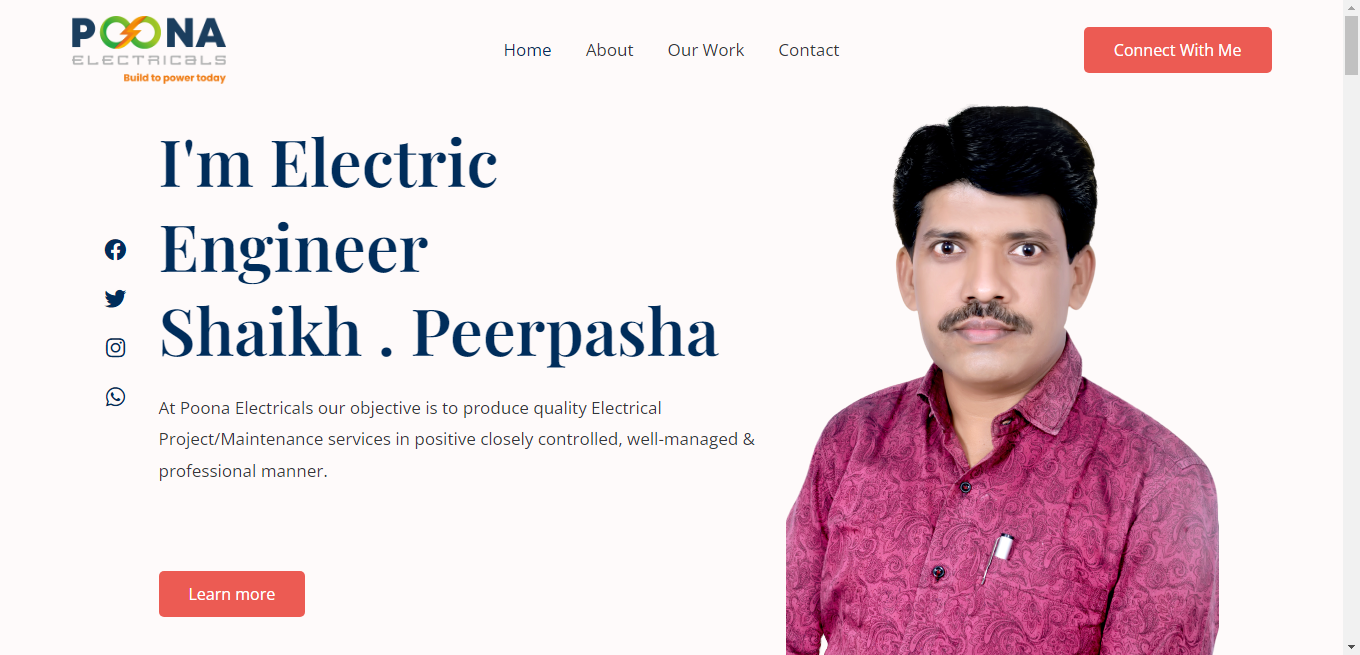 POONA
ELECTRICALS
Build to power today
Home
About
Our Work
Contact
Connect With Me
I'm Electric
Engineer
Shaikh . Peerpasha
At Poona Electricals our objective is to produce quality Electrical
Project/Maintenance services in positive closely controlled, well-managed &
professional manner.
Learn more